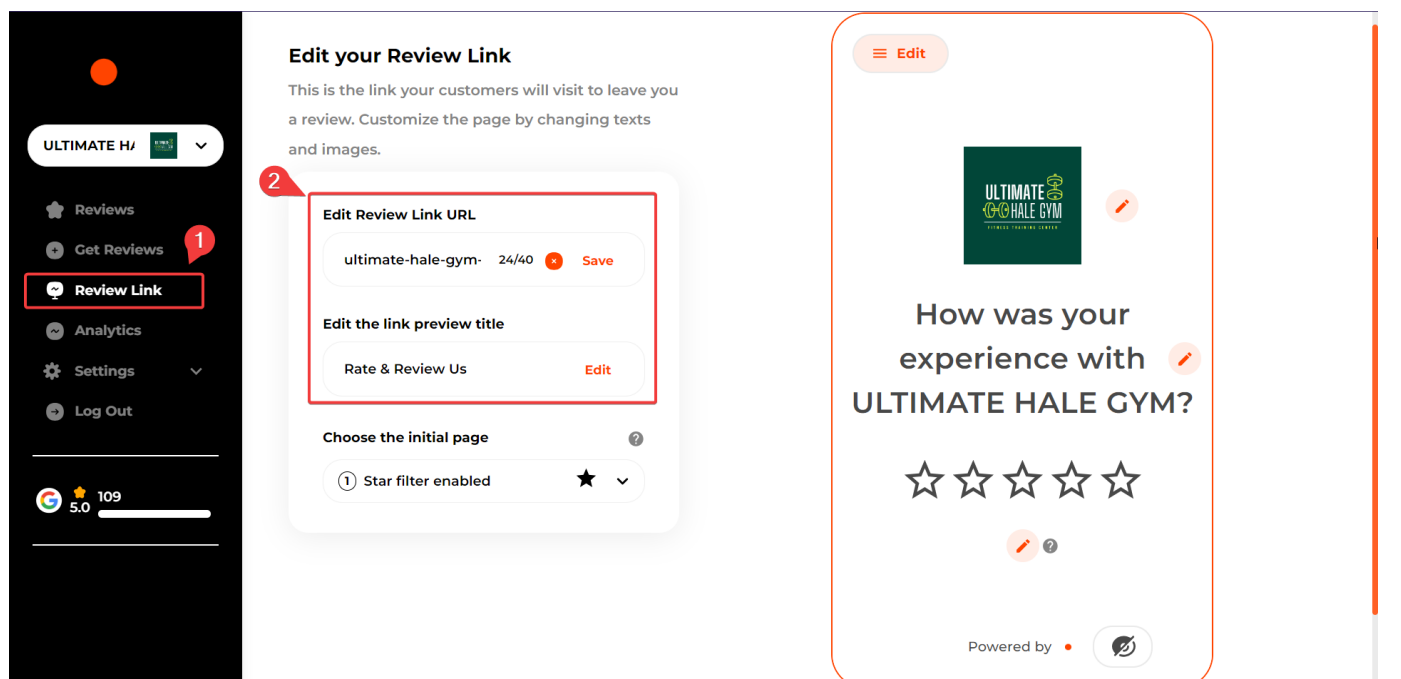 ULTIMATE HA
Reviews
Get Reviews
1
Review Link
Analytics
Settings
Log Out
109
5.0
Edit your Review Link
This is the link your customers will visit to leave you
a review. Customize the page by changing texts
and images.
2
Edit Review Link URL
ultimate-hale-gym- 24/40 Save
Edit the link preview title
Rate & Review Us Edit
Choose the initial page ?
1 Star filter enabled
Edit
ULTIMATE
HALE GYM
FITNESS TRAINING CENTER
How was your
experience with
ULTIMATE HALE GYM?
?
Powered by